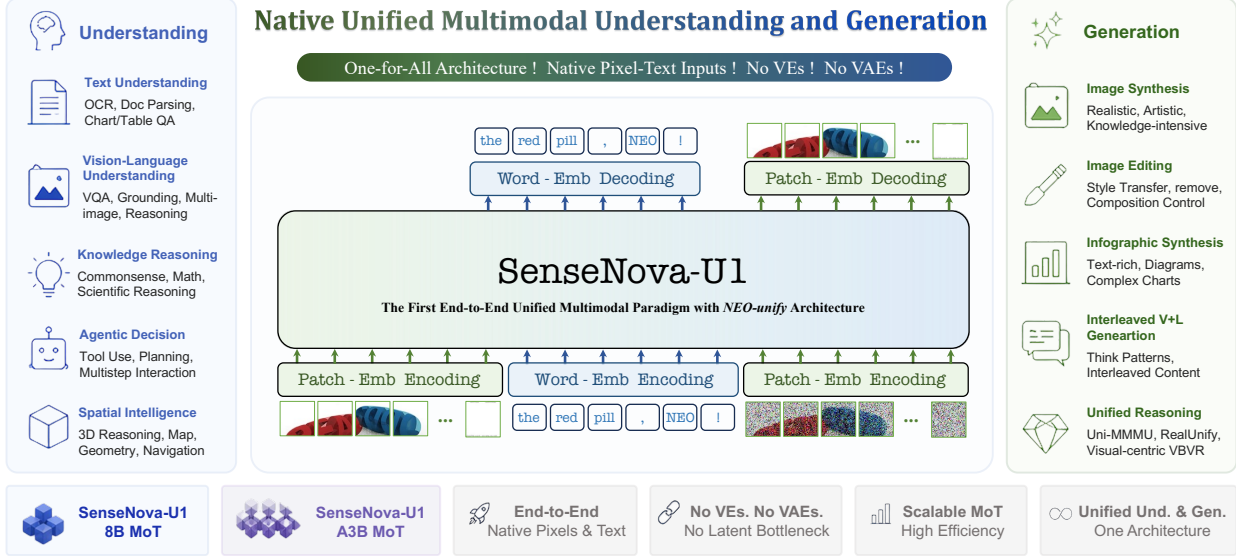 Native Unified Multimodal Understanding and Generation
One-for-All Architecture ! Native Pixel-Text Inputs ! No VEs ! No VAEs !
Understanding
Text Understanding
OCR, Doc Parsing,
Chart/Table QA
Vision-Language
Understanding
VQA, Grounding, Multi-
image, Reasoning
Knowledge Reasoning
Commonsense, Math,
Scientific Reasoning
Agentic Decision
Tool Use, Planning,
Multistep Interaction
Spatial Intelligence
3D Reasoning, Map,
Geometry, Navigation
the red pill , NEO !
...
Word - Emb Decoding
Patch - Emb Decoding
SenseNova-U1
The First End-to-End Unified Multimodal Paradigm with NEO-unify Architecture
Patch - Emb Encoding
Word - Emb Encoding
Patch - Emb Encoding
...
the red pill , NEO !
...
Generation
Image Synthesis
Realistic, Artistic,
Knowledge-intensive
Image Editing
Style Transfer, remove,
Composition Control
Infographic Synthesis
Text-rich, Diagrams,
Complex Charts
Interleaved V+L
Geneartion
Think Patterns,
Interleaved Content
Unified Reasoning
Uni-MMMU, RealUnify,
Visual-centric VBVR
SenseNova-U1
8B MoT
SenseNova-U1
A3B MoT
End-to-End
Native Pixels & Text
No VEs. No VAEs.
No Latent Bottleneck
Scalable MoT
High Efficiency
Unified Und. & Gen.
One Architecture